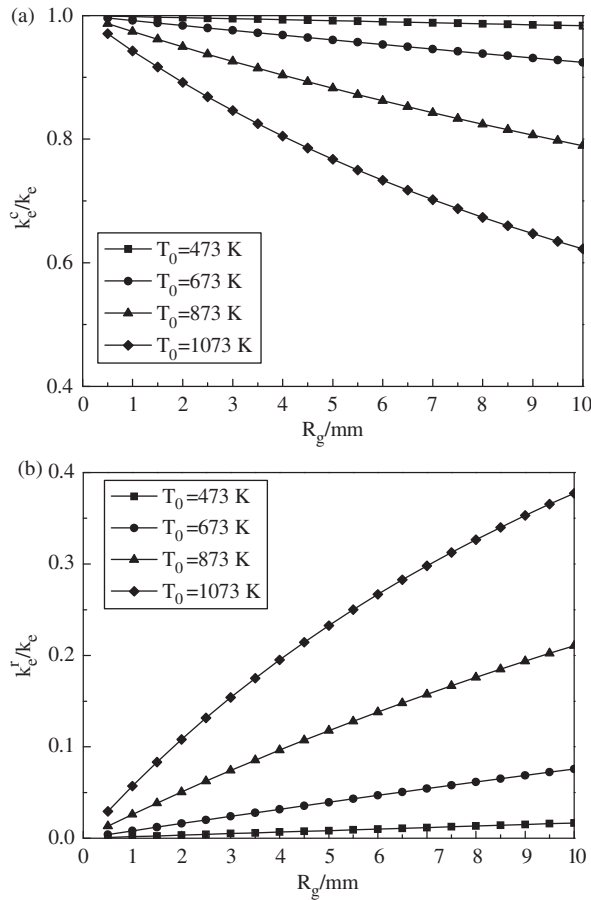 (a)
1.0
0.8
0.6
0.4
k_e^c/k_e
T_0=473 K
T_0=673 K
T_0=873 K
T_0=1073 K
0 1 2 3 4 5 6 7 8 9 10
R_g/mm
(b)
0.4
0.3
0.2
0.1
0.0
k_e^r/k_e
T_0=473 K
T_0=673 K
T_0=873 K
T_0=1073 K
0 1 2 3 4 5 6 7 8 9 10
R_g/mm